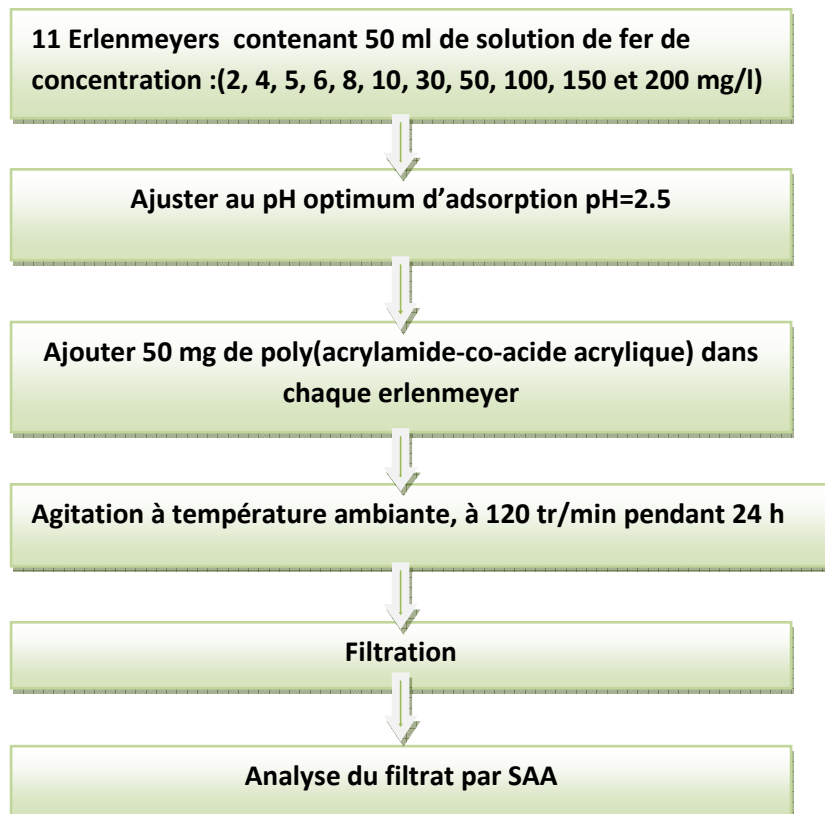 11 Erlenmeyers contenant 50 ml de solution de fer de
concentration :(2, 4, 5, 6, 8, 10, 30, 50, 100, 150 et 200 mg/l)
Ajuster au pH optimum d’adsorption pH=2.5
Ajouter 50 mg de poly(acrylamide-co-acide acrylique) dans
chaque erlenmeyer
Agitation à température ambiante, à 120 tr/min pendant 24 h
Filtration
Analyse du filtrat par SAA